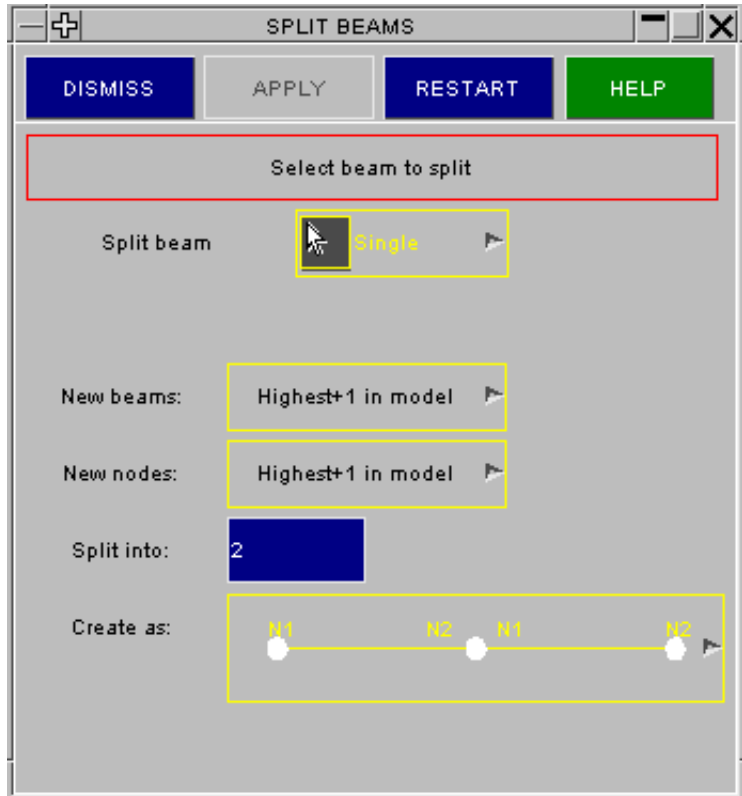 SPLIT BEAMS
DISMISS APPLY RESTART HELP
Select beam to split
Split beam Single
New beams: Highest+1 in model
New nodes: Highest+1 in model
Split into: 2
Create as: N1 N2 N1 N2